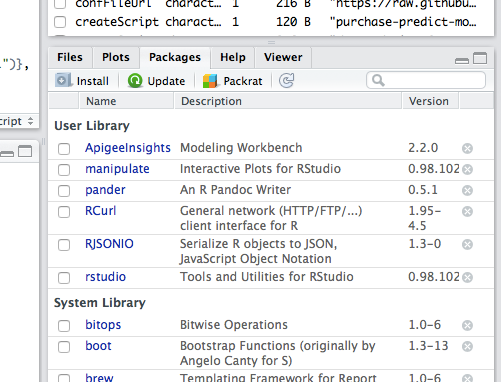 confFileUrl charact… 1 216 B "https://raw.githubu…
createScript charact… 1 120 B "purchase-predict-mo…
")},
cript
Files Plots Packages Help Viewer
Install Update Packrat
Name Description Version
User Library
ApigeeInsights Modeling Workbench 2.2.0
manipulate Interactive Plots for RStudio 0.98.102
pander An R Pandoc Writer 0.5.1
RCurl General network (HTTP/FTP/...) 1.95-
client interface for R 4.5
RJSONIO Serialize R objects to JSON, 1.3-0
JavaScript Object Notation
rstudio Tools and Utilities for RStudio 0.98.102
System Library
bitops Bitwise Operations 1.0-6
boot Bootstrap Functions (originally by 1.3-13
Angelo Canty for S)
brew Templating Framework for Report 1.0-6